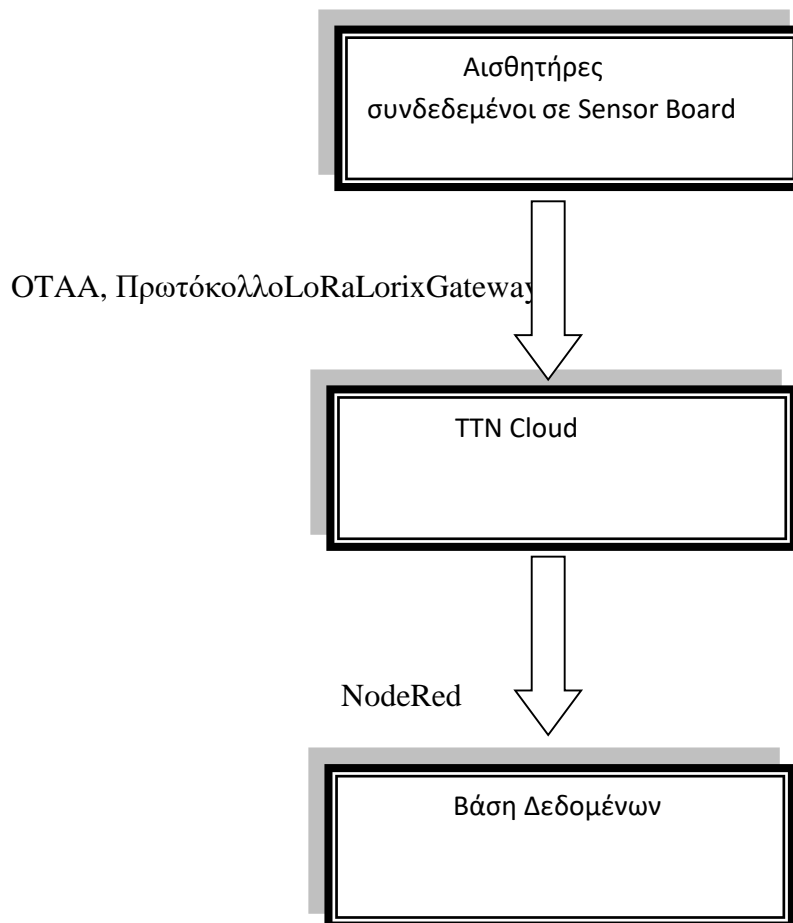 Αισθητήρες
συνδεδεμένοι σε Sensor Board
OTAA, ΠρωτόκολλοLoRaLorixGateway
TTN Cloud
NodeRed
Βάση Δεδομένων